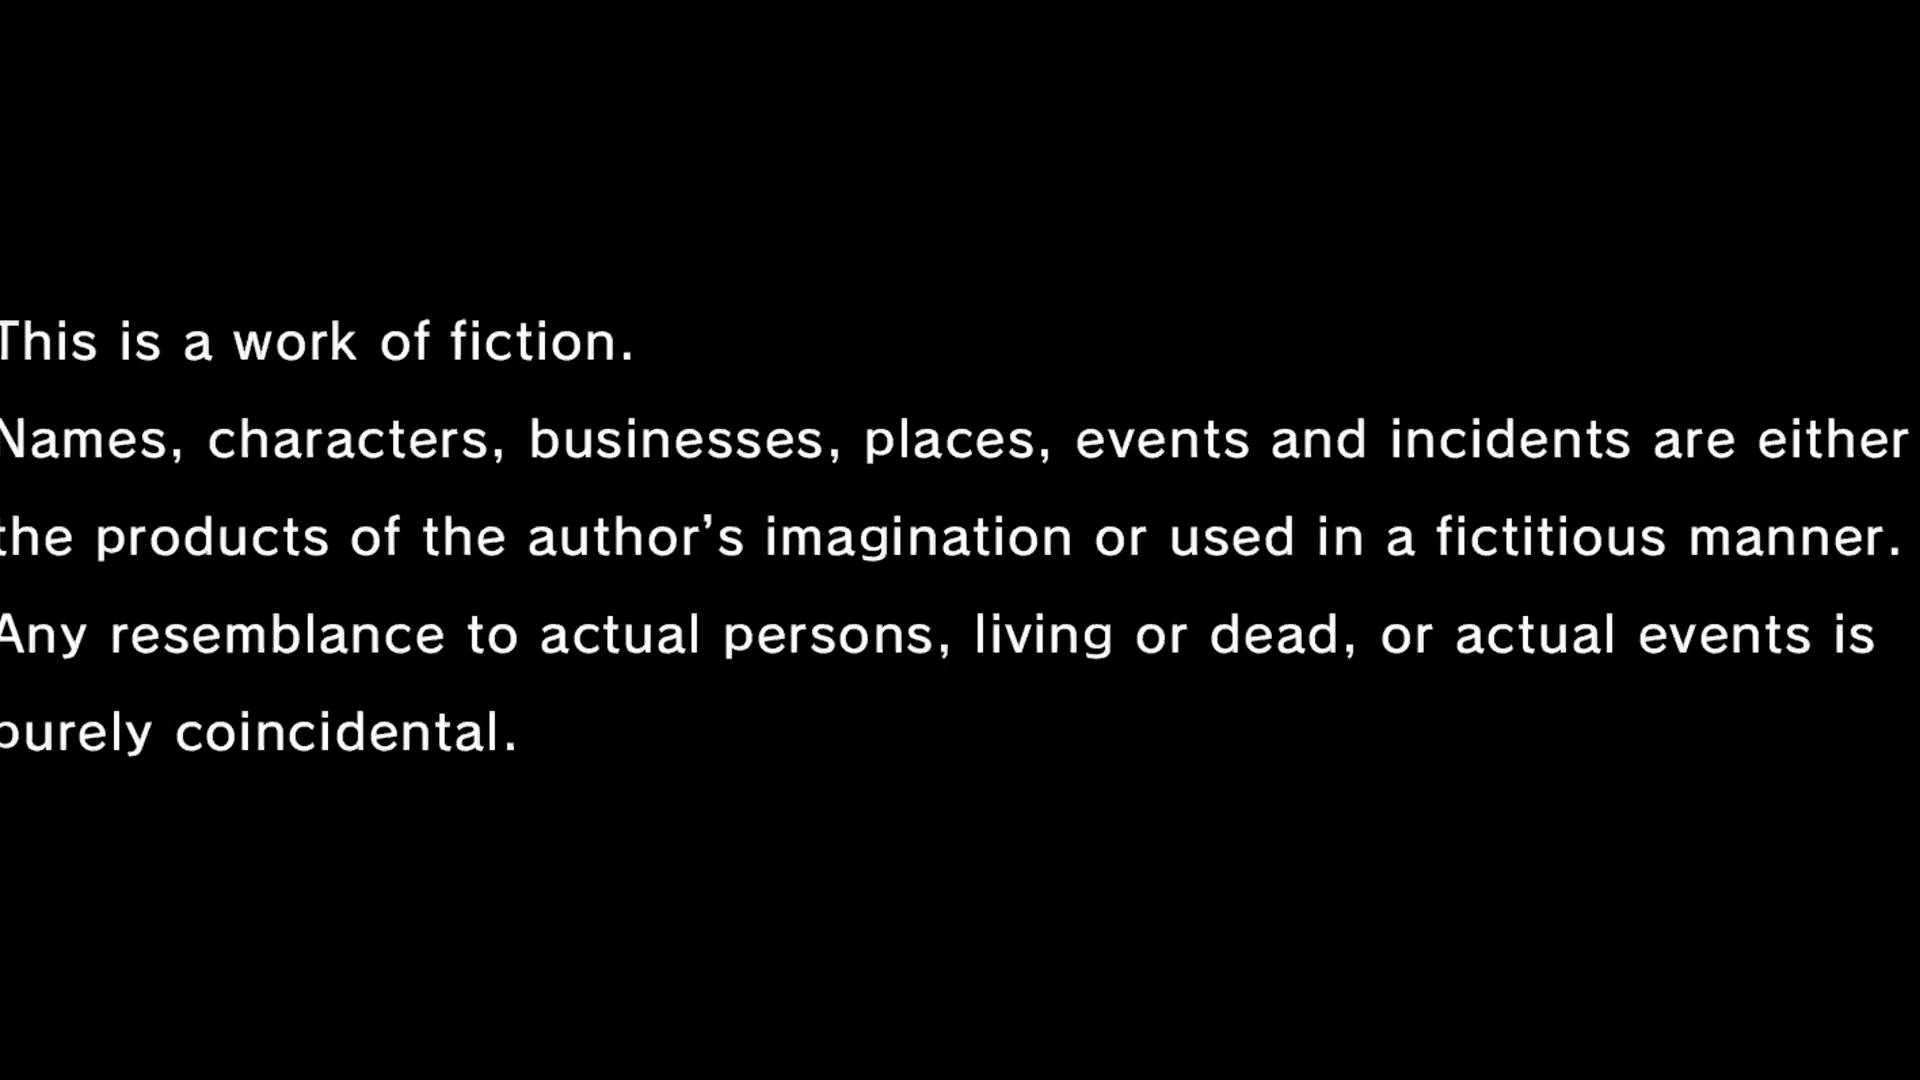 This is a work of fiction.
Names, characters, businesses, places, events and incidents are either
the products of the author’s imagination or used in a fictitious manner.
Any resemblance to actual persons, living or dead, or actual events is
purely coincidental.